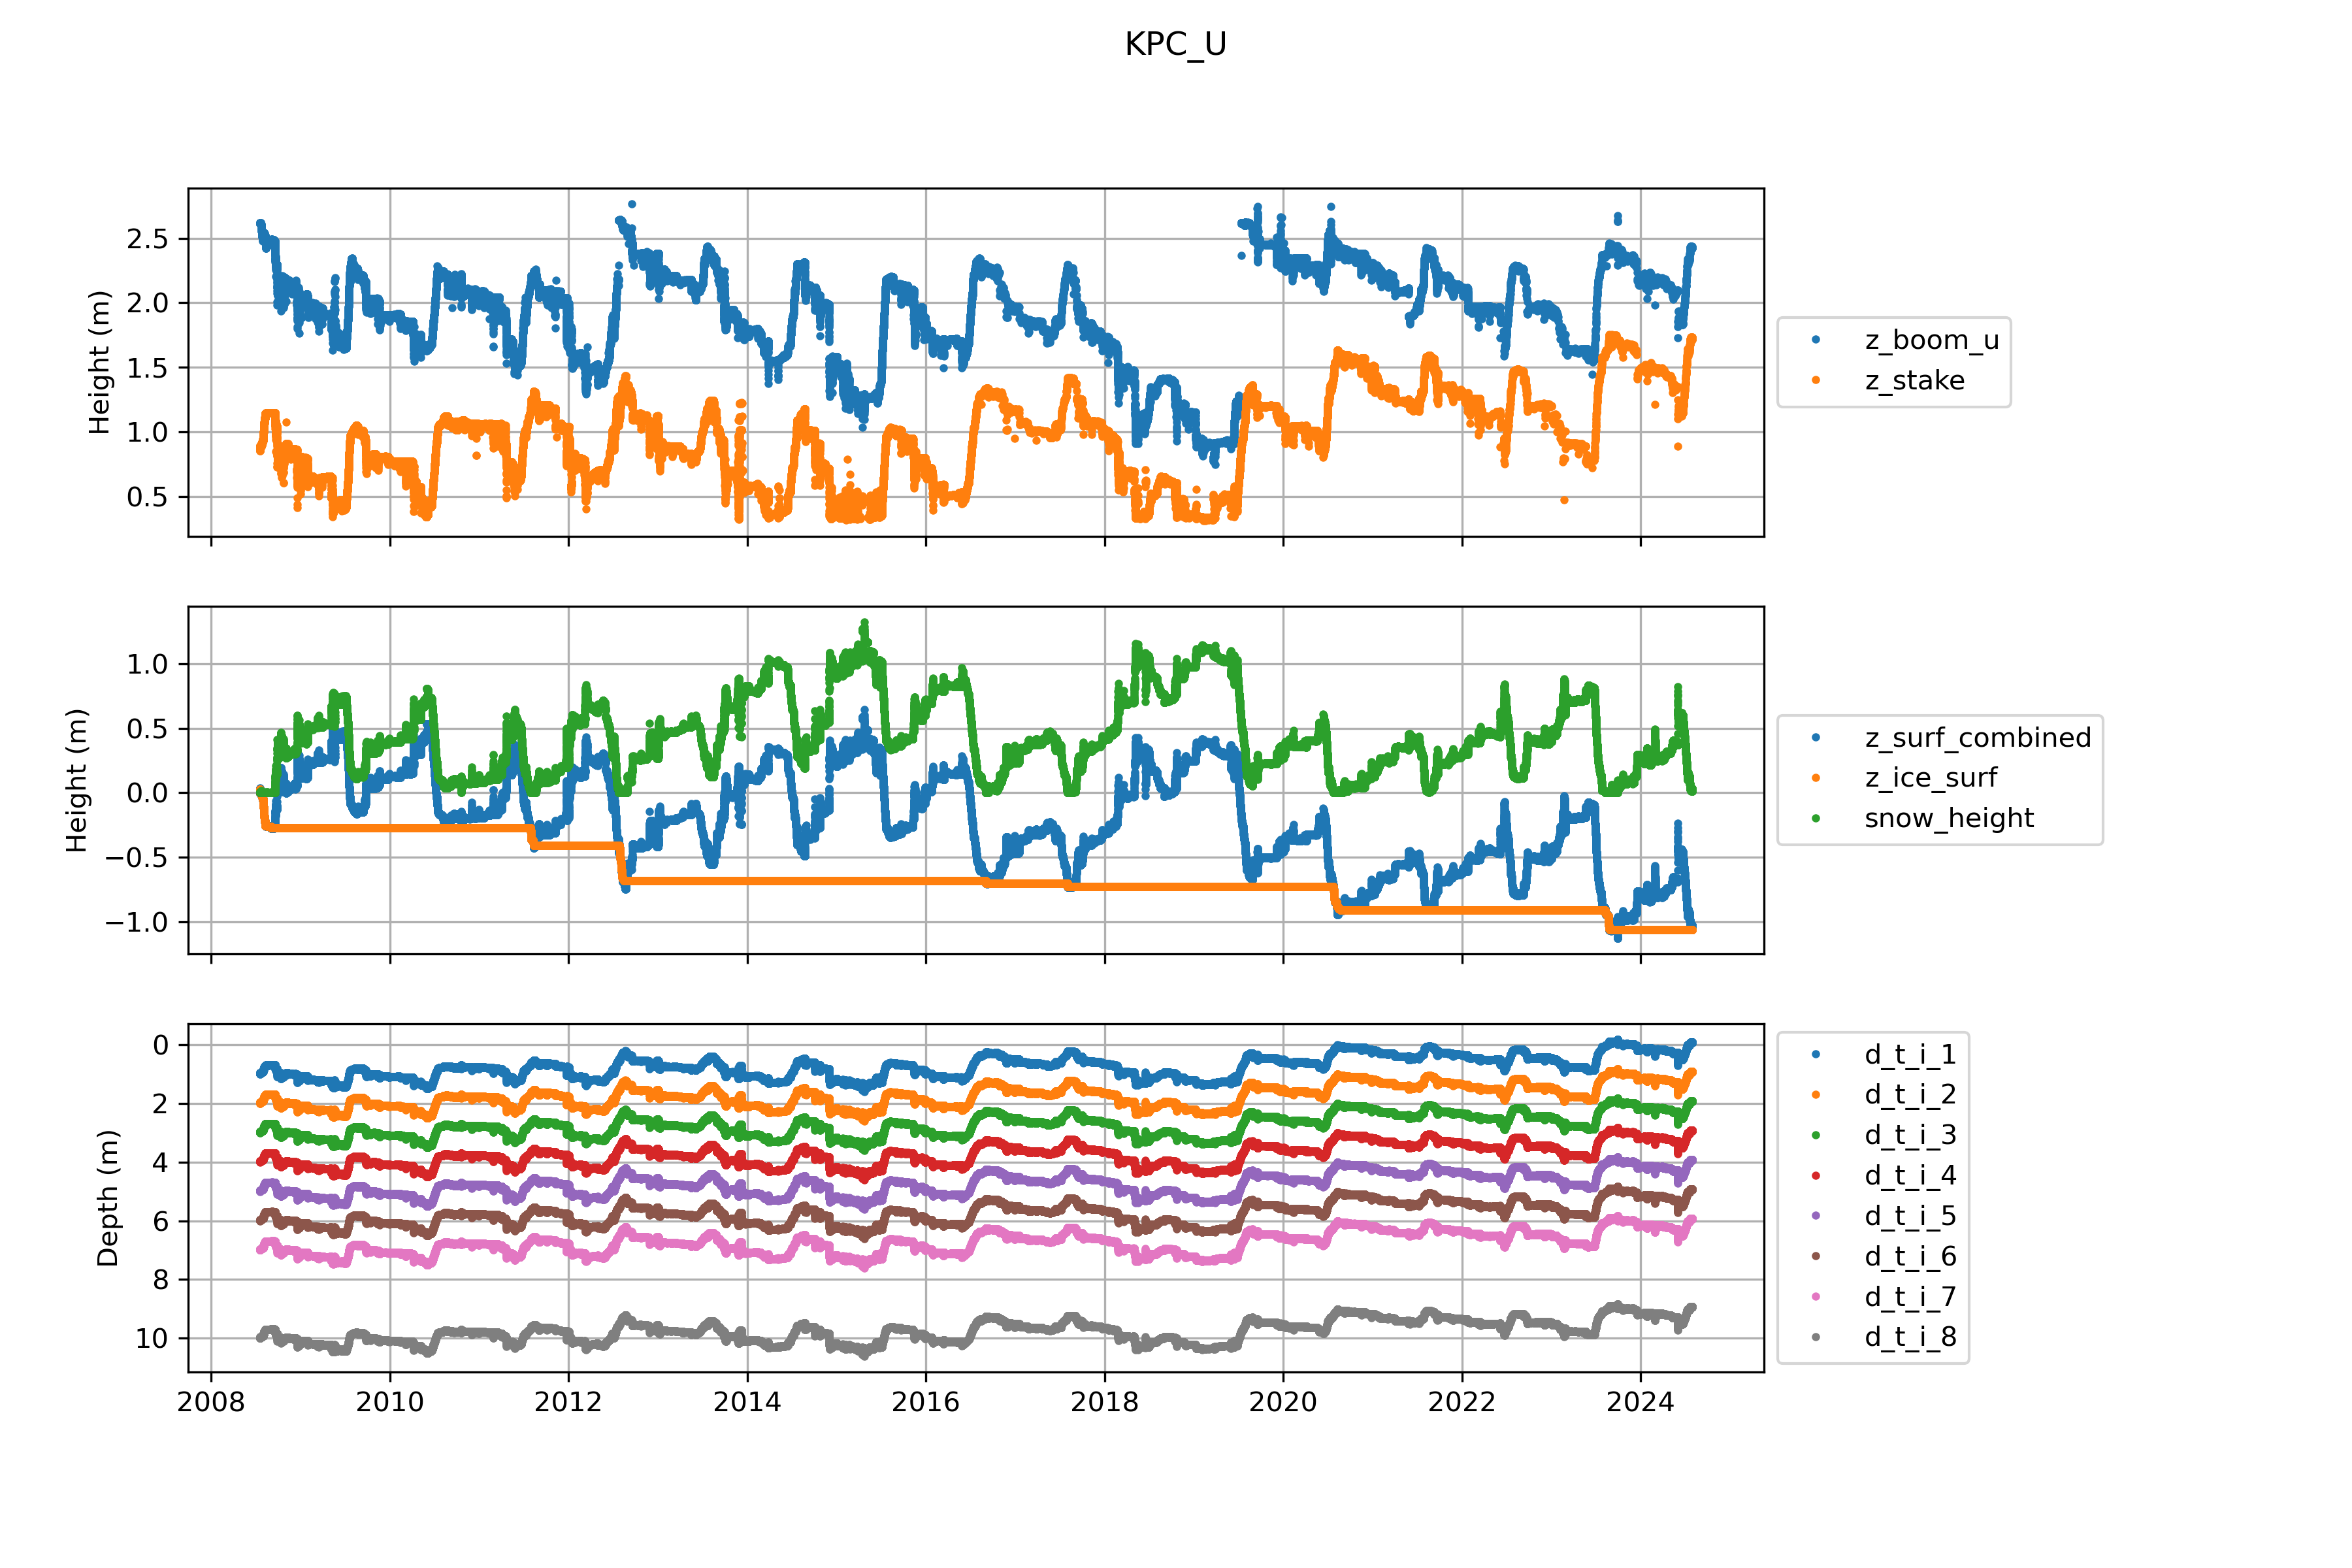 KPC_U
Height (m)
2.5
2.0
1.5
1.0
0.5
z_boom_u
z_stake
Height (m)
1.0
0.5
0.0
−0.5
−1.0
z_surf_combined
z_ice_surf
snow_height
Depth (m)
0
2
4
6
8
10
d_t_i_1
d_t_i_2
d_t_i_3
d_t_i_4
d_t_i_5
d_t_i_6
d_t_i_7
d_t_i_8
2008 2010 2012 2014 2016 2018 2020 2022 2024